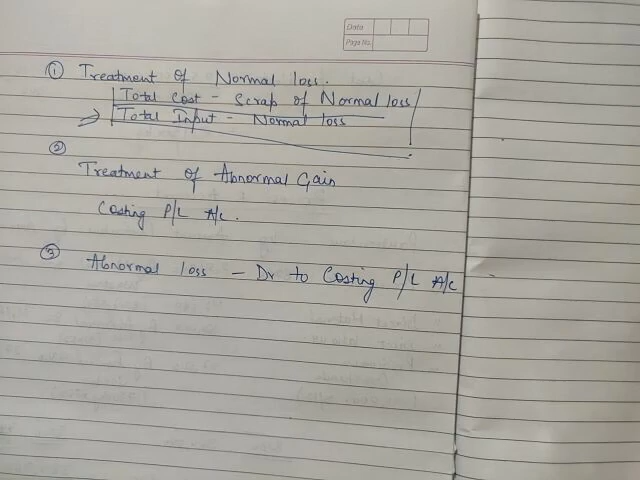 Date
Page No.
① Treatment of Normal loss.
Total Cost - Scrap of Normal loss
Total Input - Normal loss
②
Treatment of Abnormal Gain
Costing P/L A/c.
③ Abnormal loss - Dr to Costing P/L A/c